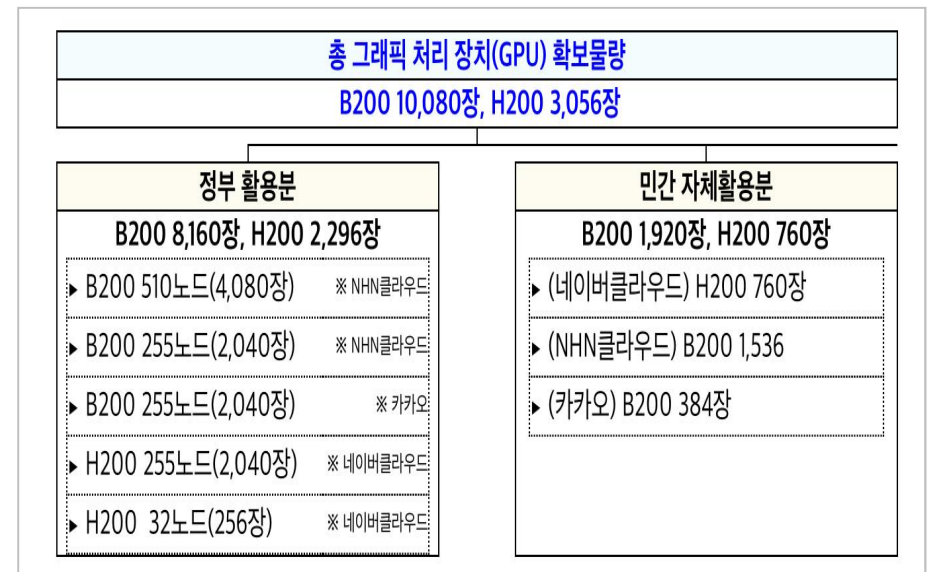 총 그래픽 처리 장치(GPU) 확보물량
B200 10,080장, H200 3,056장
정부 활용분
B200 8,160장, H200 2,296장
▸ B200 510노드(4,080장) ※ NHN클라우드
▸ B200 255노드(2,040장) ※ NHN클라우드
▸ B200 255노드(2,040장) ※ 카카오
▸ H200 255노드(2,040장) ※ 네이버클라우드
▸ H200 32노드(256장) ※ 네이버클라우드
민간 자체활용분
B200 1,920장, H200 760장
▸ (네이버클라우드) H200 760장
▸ (NHN클라우드) B200 1,536
▸ (카카오) B200 384장